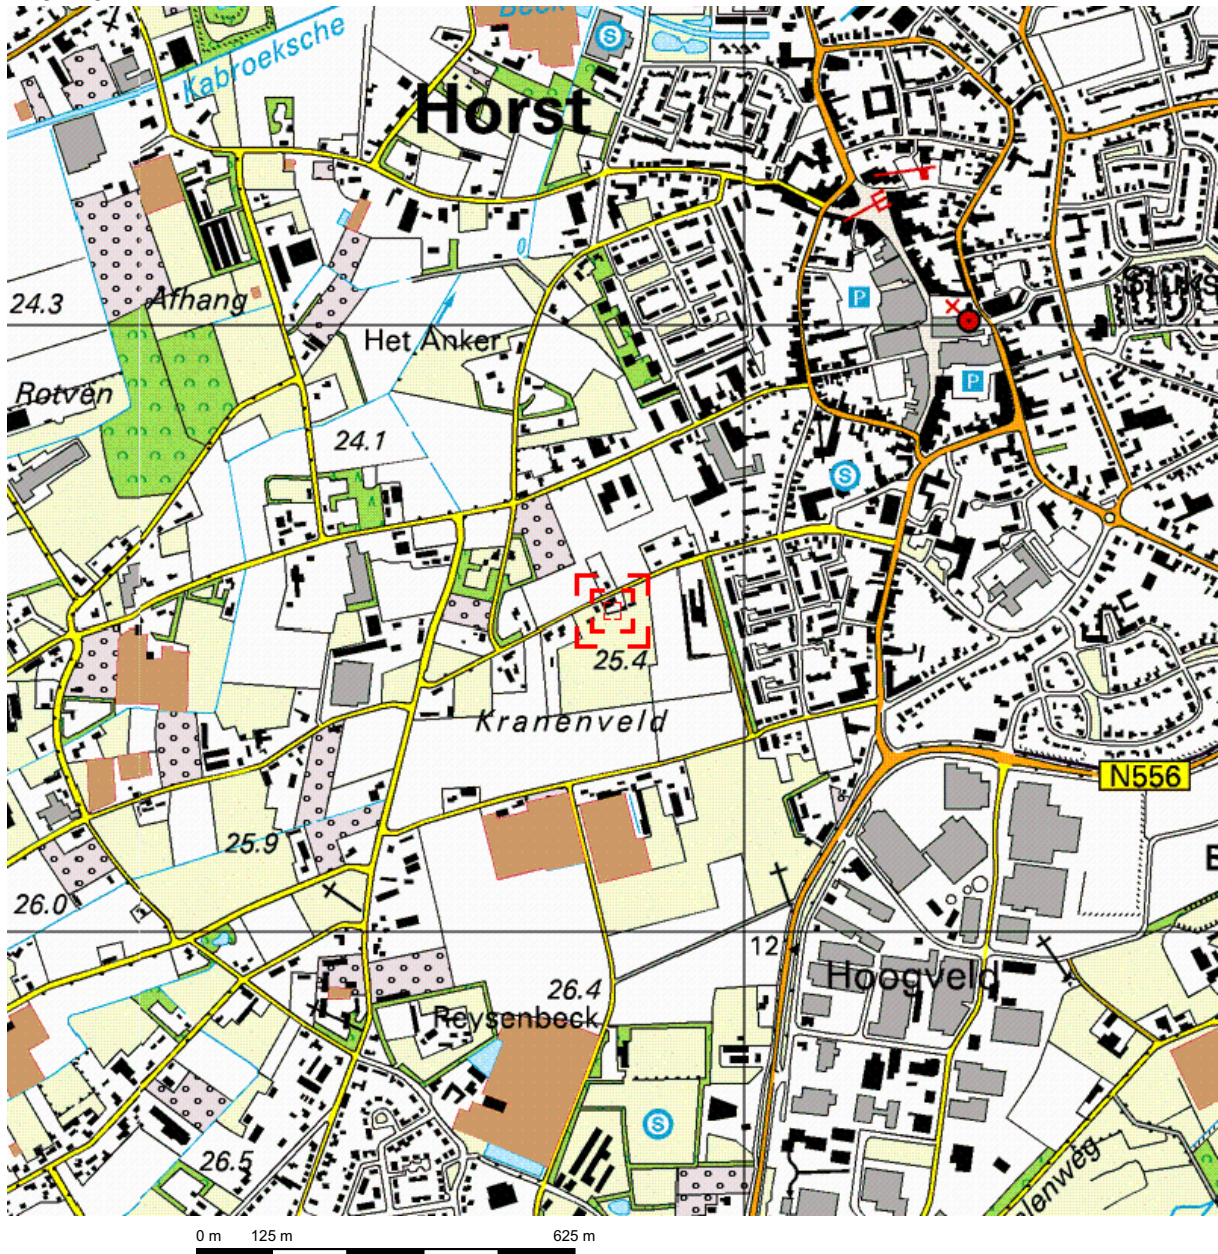 Beek
S
Kabroeksche
Horst
Afhang
24.3
P
Het Anker
Rotven
P
24.1
S
25.4
Kranenveld
N556
25.9
26.0
12
Hoogveld
26.4
Reysenbeck
S
26.5
0 m 125 m 625 m